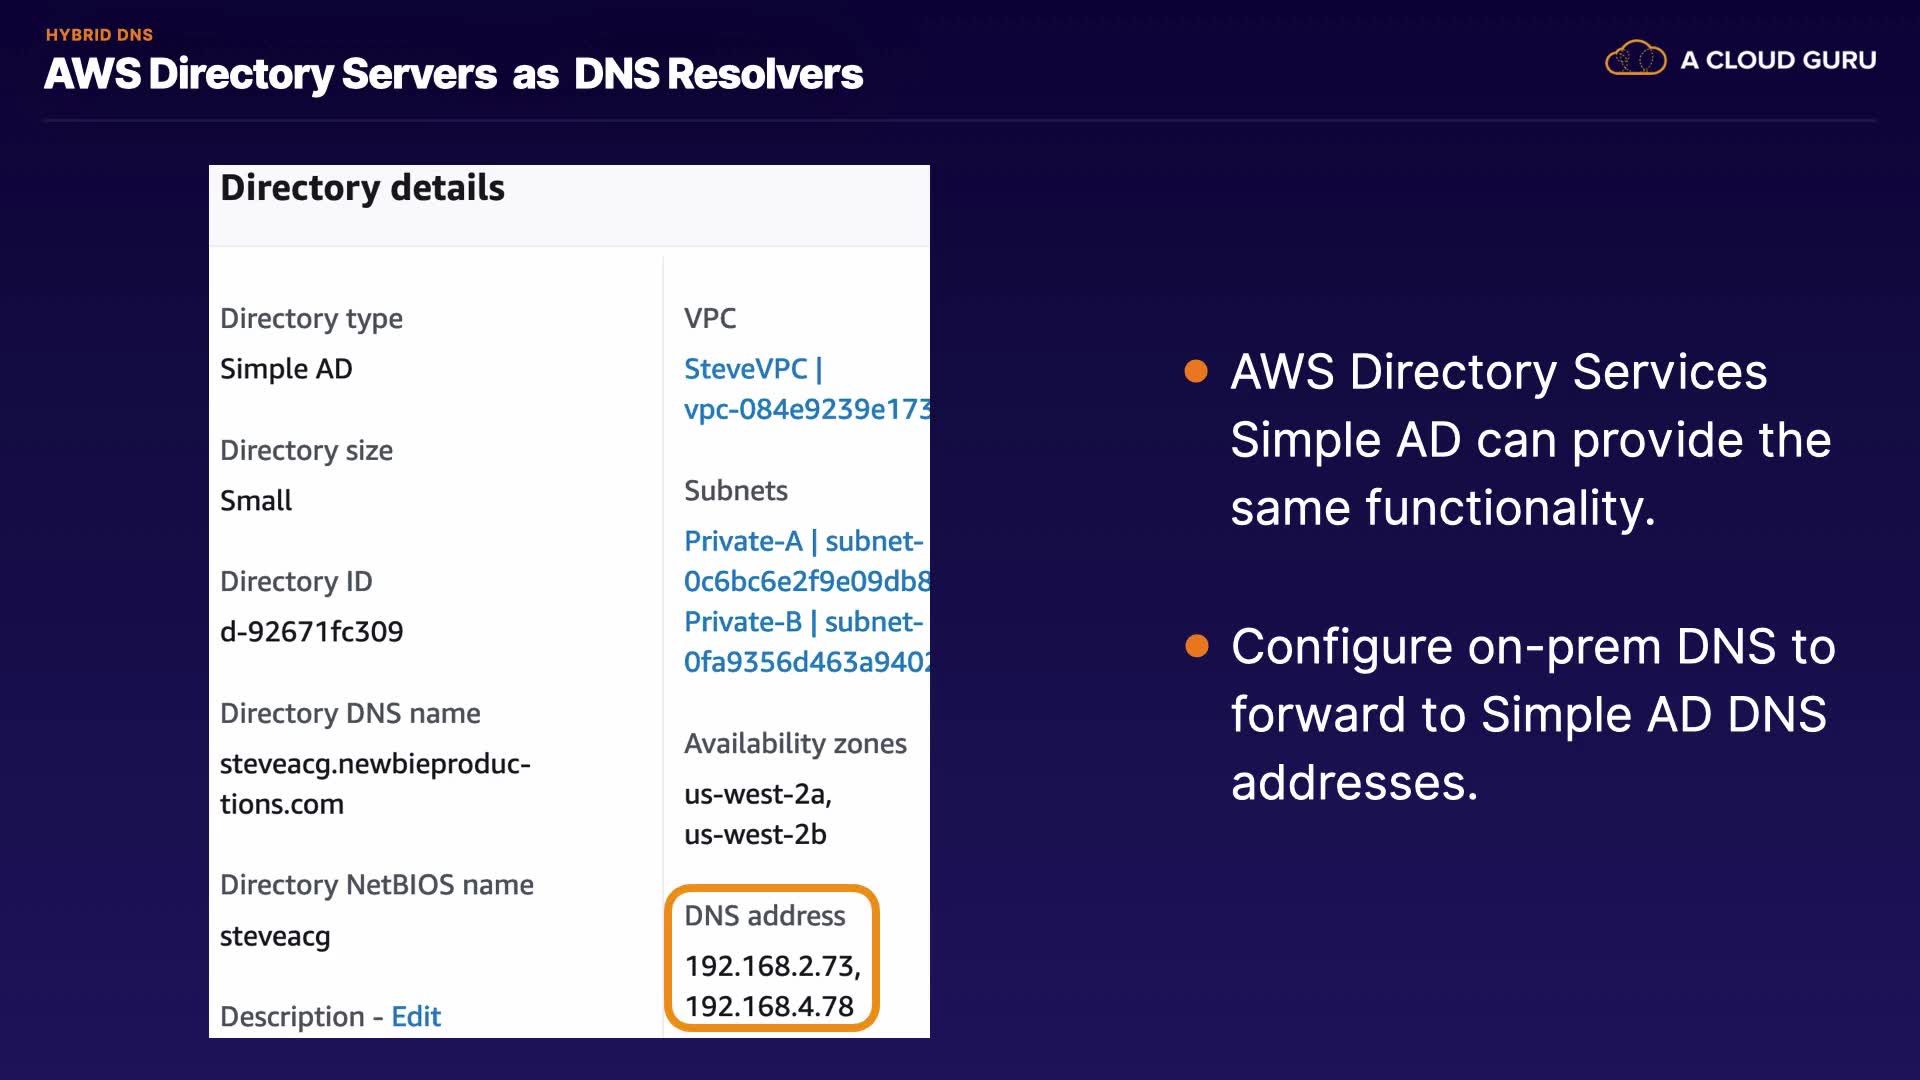 HYBRID DNS
AWS Directory Servers as DNS Resolvers
A CLOUD GURU
Directory details
Directory type
Simple AD
Directory size
Small
Directory ID
d-92671fc309
Directory DNS name
steveacg.newbieproduc-
tions.com
Directory NetBIOS name
steveacg
Description - Edit
VPC
SteveVPC |
vpc-084e9239e173
Subnets
Private-A | subnet-
0c6bc6e2f9e09db8
Private-B | subnet-
0fa9356d463a9402
Availability zones
us-west-2a,
us-west-2b
DNS address
192.168.2.73,
192.168.4.78
AWS Directory Services
Simple AD can provide the
same functionality.
Configure on-prem DNS to
forward to Simple AD DNS
addresses.